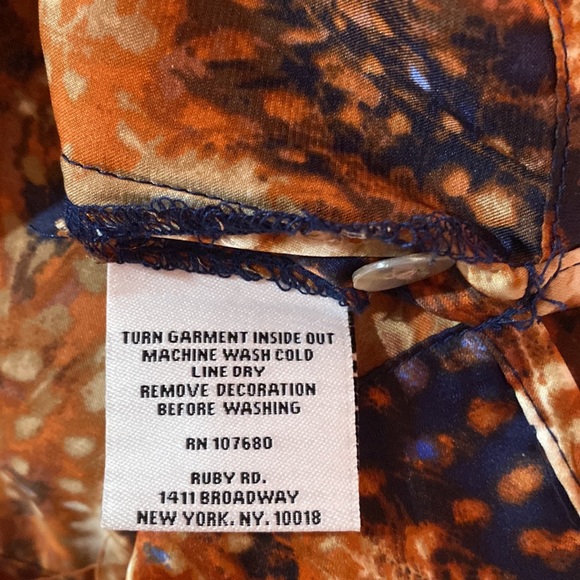 TURN GARMENT INSIDE OUT
MACHINE WASH COLD
LINE DRY
REMOVE DECORATION
BEFORE WASHING
RN 107680
RUBY RD.
1411 BROADWAY
NEW YORK. NY. 10018